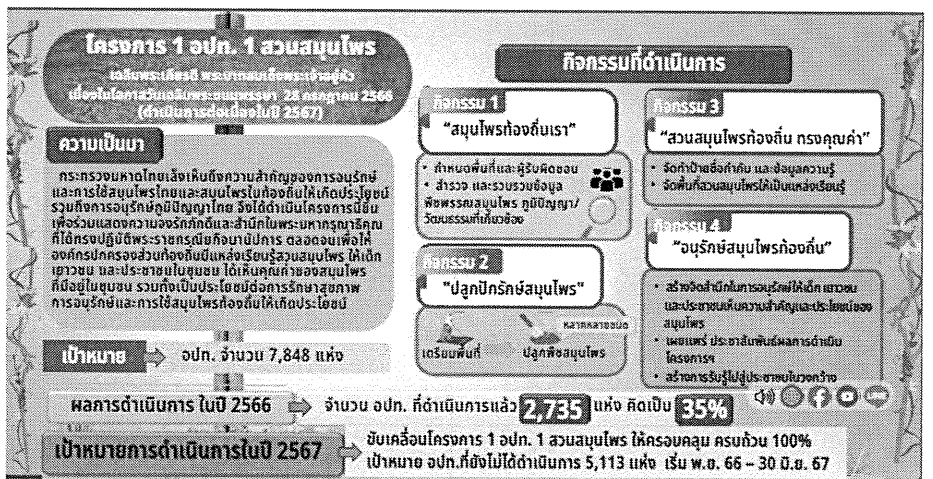 โครงการ 1 อปท. 1 สวนสมุนไพร
เฉลิมพระเกียรติ พระบาทสมเด็จพระเจ้าอยู่หัว
เนื่องในโอกาสวันเฉลิมพระชนมพรรษา 28 กรกฎาคม 2566
(ดำเนินการต่อเนื่องในปี 2567)
ความเป็นมา
กระทรวงมหาดไทยเล็งเห็นถึงความสำคัญของการอนุรักษ์
และการใช้สมุนไพรไทยและสมุนไพรในท้องถิ่นให้เกิดประโยชน์
รวมถึงการอนุรักษ์ภูมิปัญญาไทย จึงได้ดำเนินโครงการนี้ขึ้น
เพื่อร่วมแสดงความจงรักภักดีและสำนึกในพระมหากรุณาธิคุณ
ที่ได้ทรงปฏิบัติพระราชกรณียกิจนานัปการ ตลอดจนเพื่อให้
องค์กรปกครองส่วนท้องถิ่นมีแหล่งเรียนรู้สวนสมุนไพร ให้เด็ก
เยาวชน และประชาชนในชุมชน ได้เห็นคุณค่าของสมุนไพร
ที่มีอยู่ในชุมชน รวมทั้งเป็นประโยชน์ต่อการรักษาสุขภาพ
การอนุรักษ์และการใช้สมุนไพรท้องถิ่นให้เกิดประโยชน์
เป้าหมาย
อปท. จำนวน 7,848 แห่ง
กิจกรรมที่ดำเนินการ
กิจกรรม 1
"สมุนไพรท้องถิ่นเรา"
• กำหนดพื้นที่และผู้รับผิดชอบ
• สำรวจ และรวบรวมข้อมูล
พืชพรรณสมุนไพร ภูมิปัญญา/
วัฒนธรรมที่เกี่ยวข้อง
กิจกรรม 2
"ปลูกปักรักษ์สมุนไพร"
หลากหลายชนิด
เตรียมพื้นที่ ปลูกพืชสมุนไพร
กิจกรรม 3
"สวนสมุนไพรท้องถิ่น ทรงคุณค่า"
• จัดทำป้ายชื่อกำกับ และข้อมูลความรู้
• จัดพื้นที่สวนสมุนไพรให้เป็นแหล่งเรียนรู้
กิจกรรม 4
"อนุรักษ์สมุนไพรท้องถิ่น"
• สร้างจิตสำนึกในการอนุรักษ์ให้เด็ก เยาวชน
และประชาชนเห็นความสำคัญและประโยชน์ของ
สมุนไพร
• เผยแพร่ ประชาสัมพันธ์ผลการดำเนิน
โครงการฯ
• สร้างการรับรู้ไปสู่ประชาชนในวงกว้าง
ผลการดำเนินการ ในปี 2566
จำนวน อปท. ที่ดำเนินการแล้ว 2,735 แห่ง คิดเป็น 35%
เป้าหมายการดำเนินการในปี 2567
ขับเคลื่อนโครงการ 1 อปท. 1 สวนสมุนไพร ให้ครอบคลุม ครบถ้วน 100%
เป้าหมาย อปท.ที่ยังไม่ได้ดำเนินการ 5,113 แห่ง เริ่ม พ.ย. 66 – 30 มิ.ย. 67